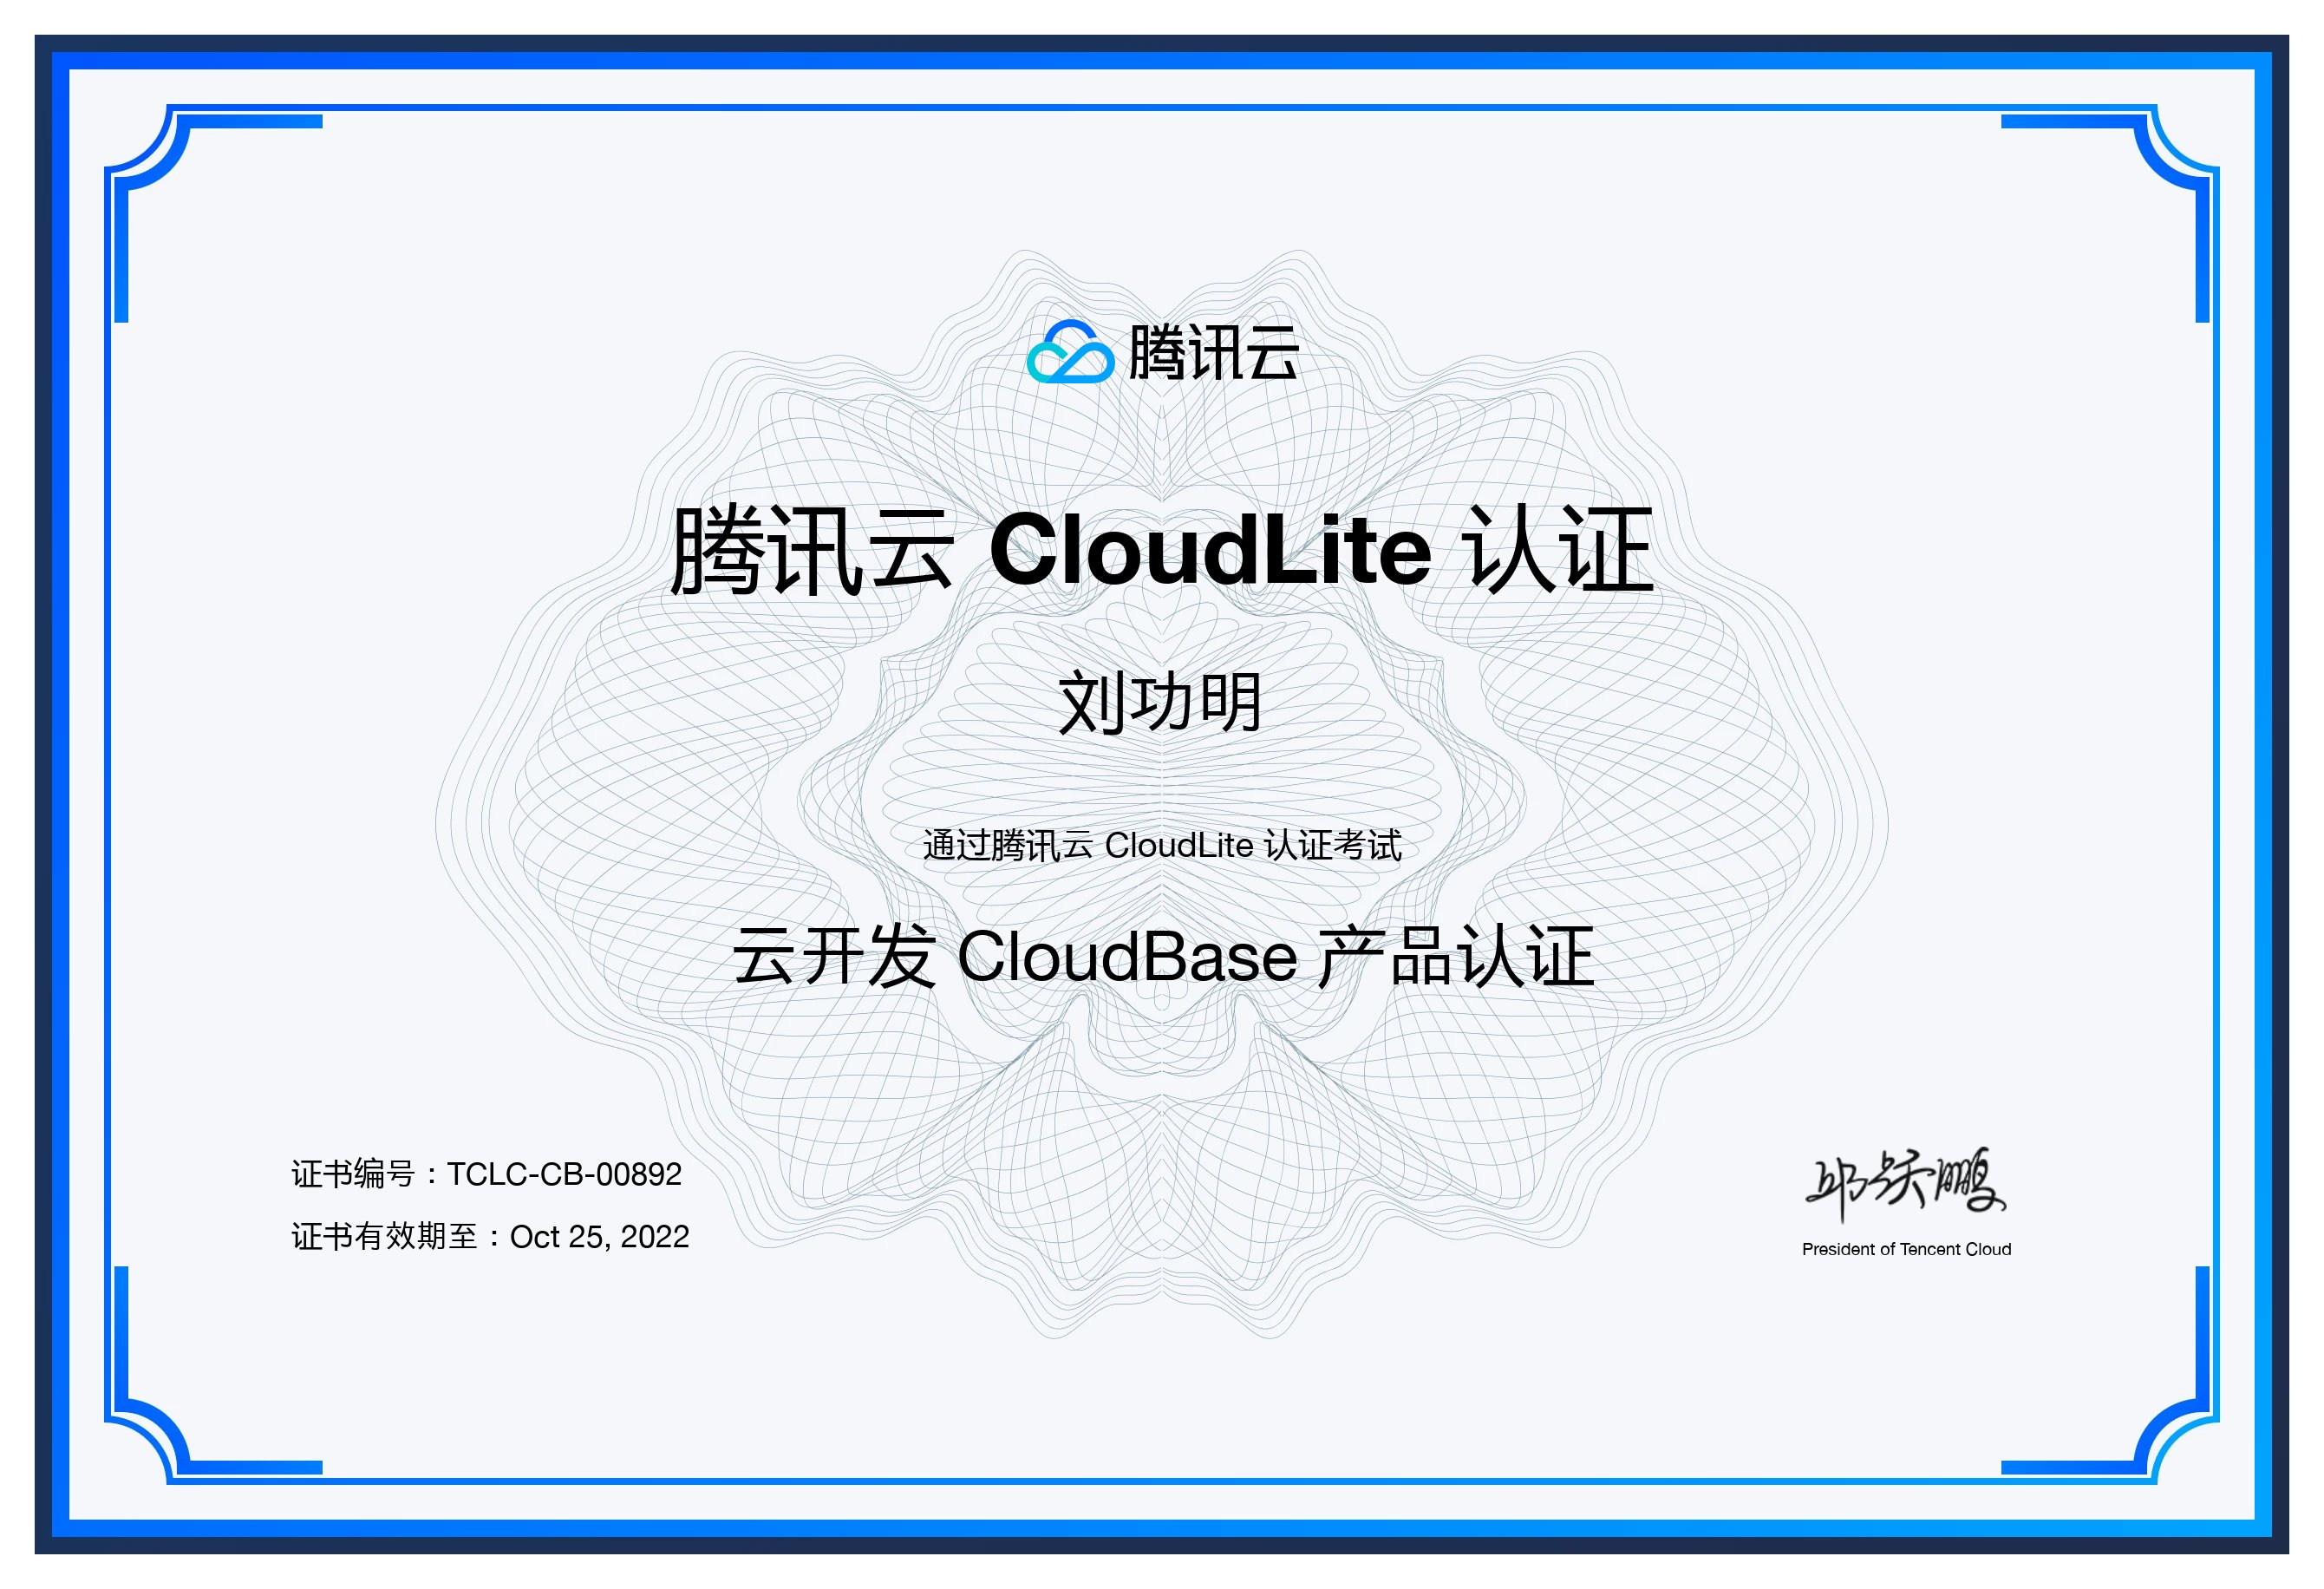 腾讯云
腾讯云 CloudLite 认证
刘功明
通过腾讯云 CloudLite 认证考试
云开发 CloudBase 产品认证
证书编号：TCLC-CB-00892
证书有效期至：Oct 25, 2022
邱跃鹏
President of Tencent Cloud